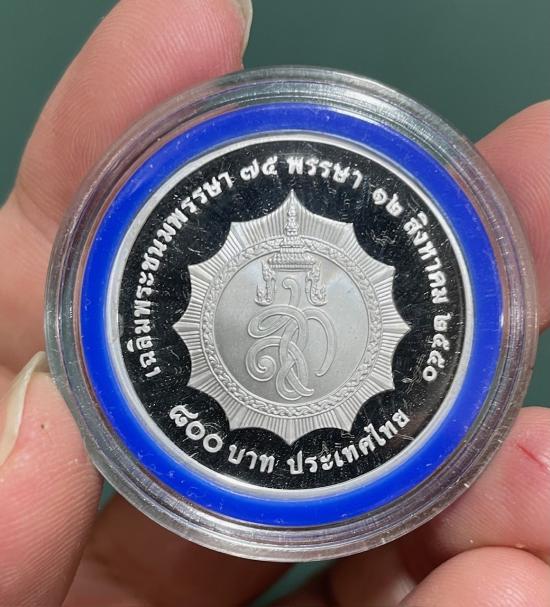 เฉลิมพระชนมพรรษา ๗๕ พรรษา ๑๒ สิงหาคม ๒๕๕๐
๘๐๐ บาท ประเทศไทย
สก